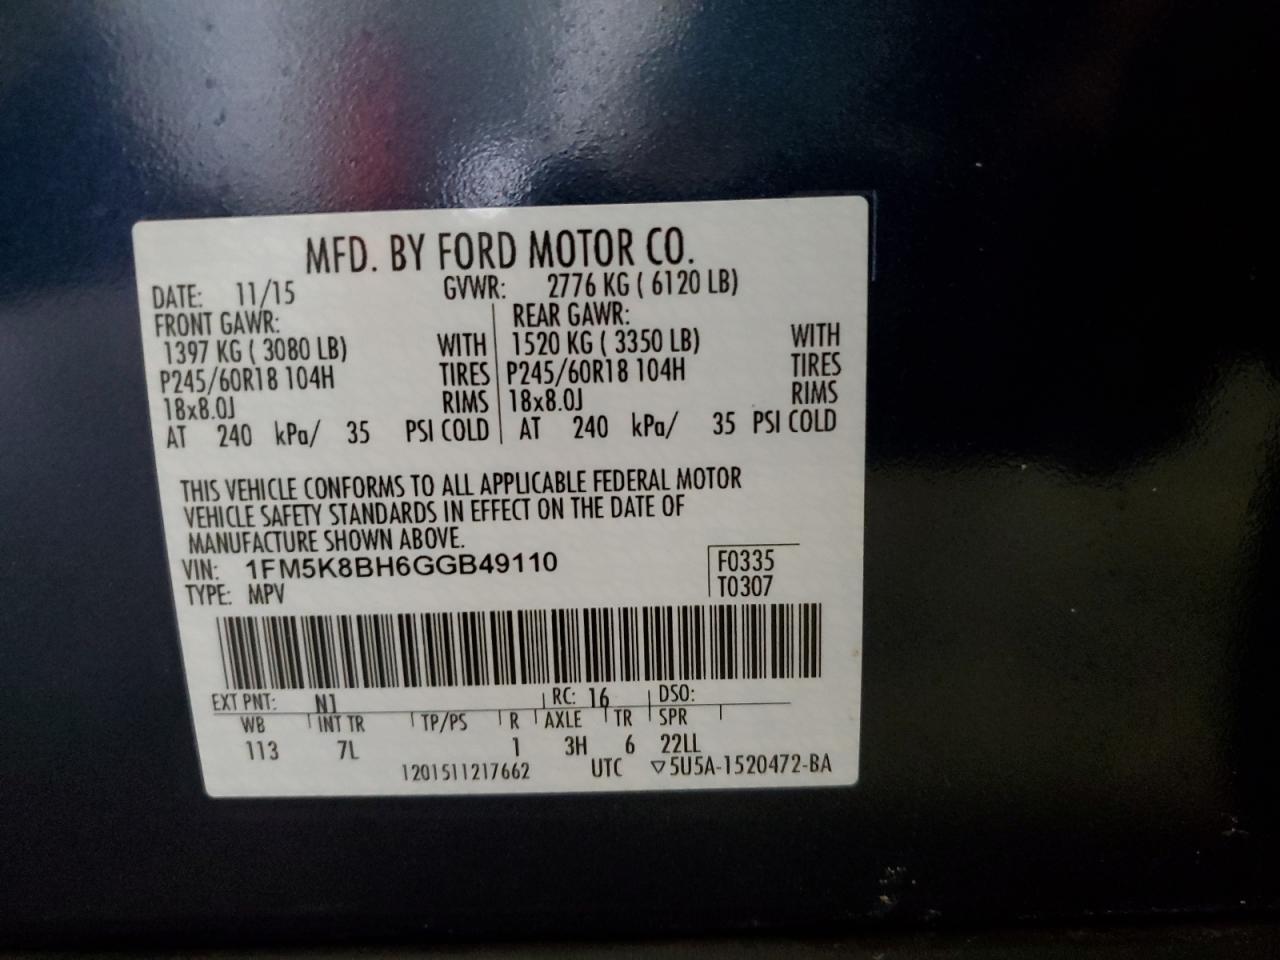 MFD. BY FORD MOTOR CO.
DATE: 11/15 GVWR: 2776 KG ( 6120 LB)
FRONT GAWR: REAR GAWR:
1397 KG ( 3080 LB) WITH 1520 KG ( 3350 LB) WITH
P245/60R18 104H TIRES P245/60R18 104H TIRES
18x8.0J RIMS 18x8.0J RIMS
AT 240 kPa/ 35 PSI COLD AT 240 kPa/ 35 PSI COLD
THIS VEHICLE CONFORMS TO ALL APPLICABLE FEDERAL MOTOR
VEHICLE SAFETY STANDARDS IN EFFECT ON THE DATE OF
MANUFACTURE SHOWN ABOVE.
VIN: 1FM5K8BH6GGB49110 F0335
TYPE: MPV T0307
EXT PNT: N1 RC: 16 DSO:
WB INT TR TP/PS R AXLE TR SPR
113 7L 1 3H 6 22LL
1201511217662 UTC ▽5U5A-1520472-BA